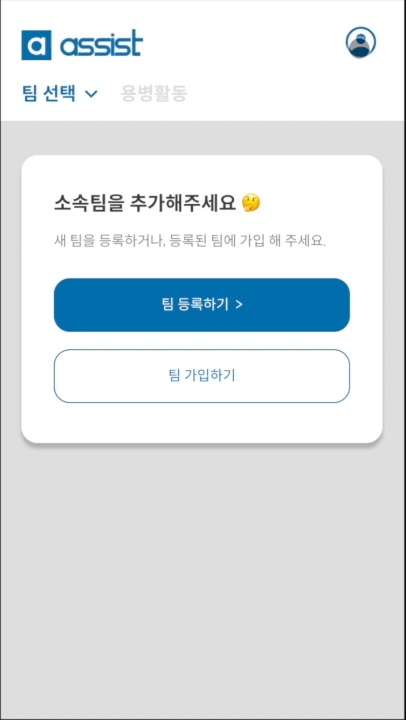 a assist
팀 선택 용병활동
소속팀을 추가해주세요 🤔
새 팀을 등록하거나, 등록된 팀에 가입 해 주세요.
팀 등록하기 >
팀 가입하기